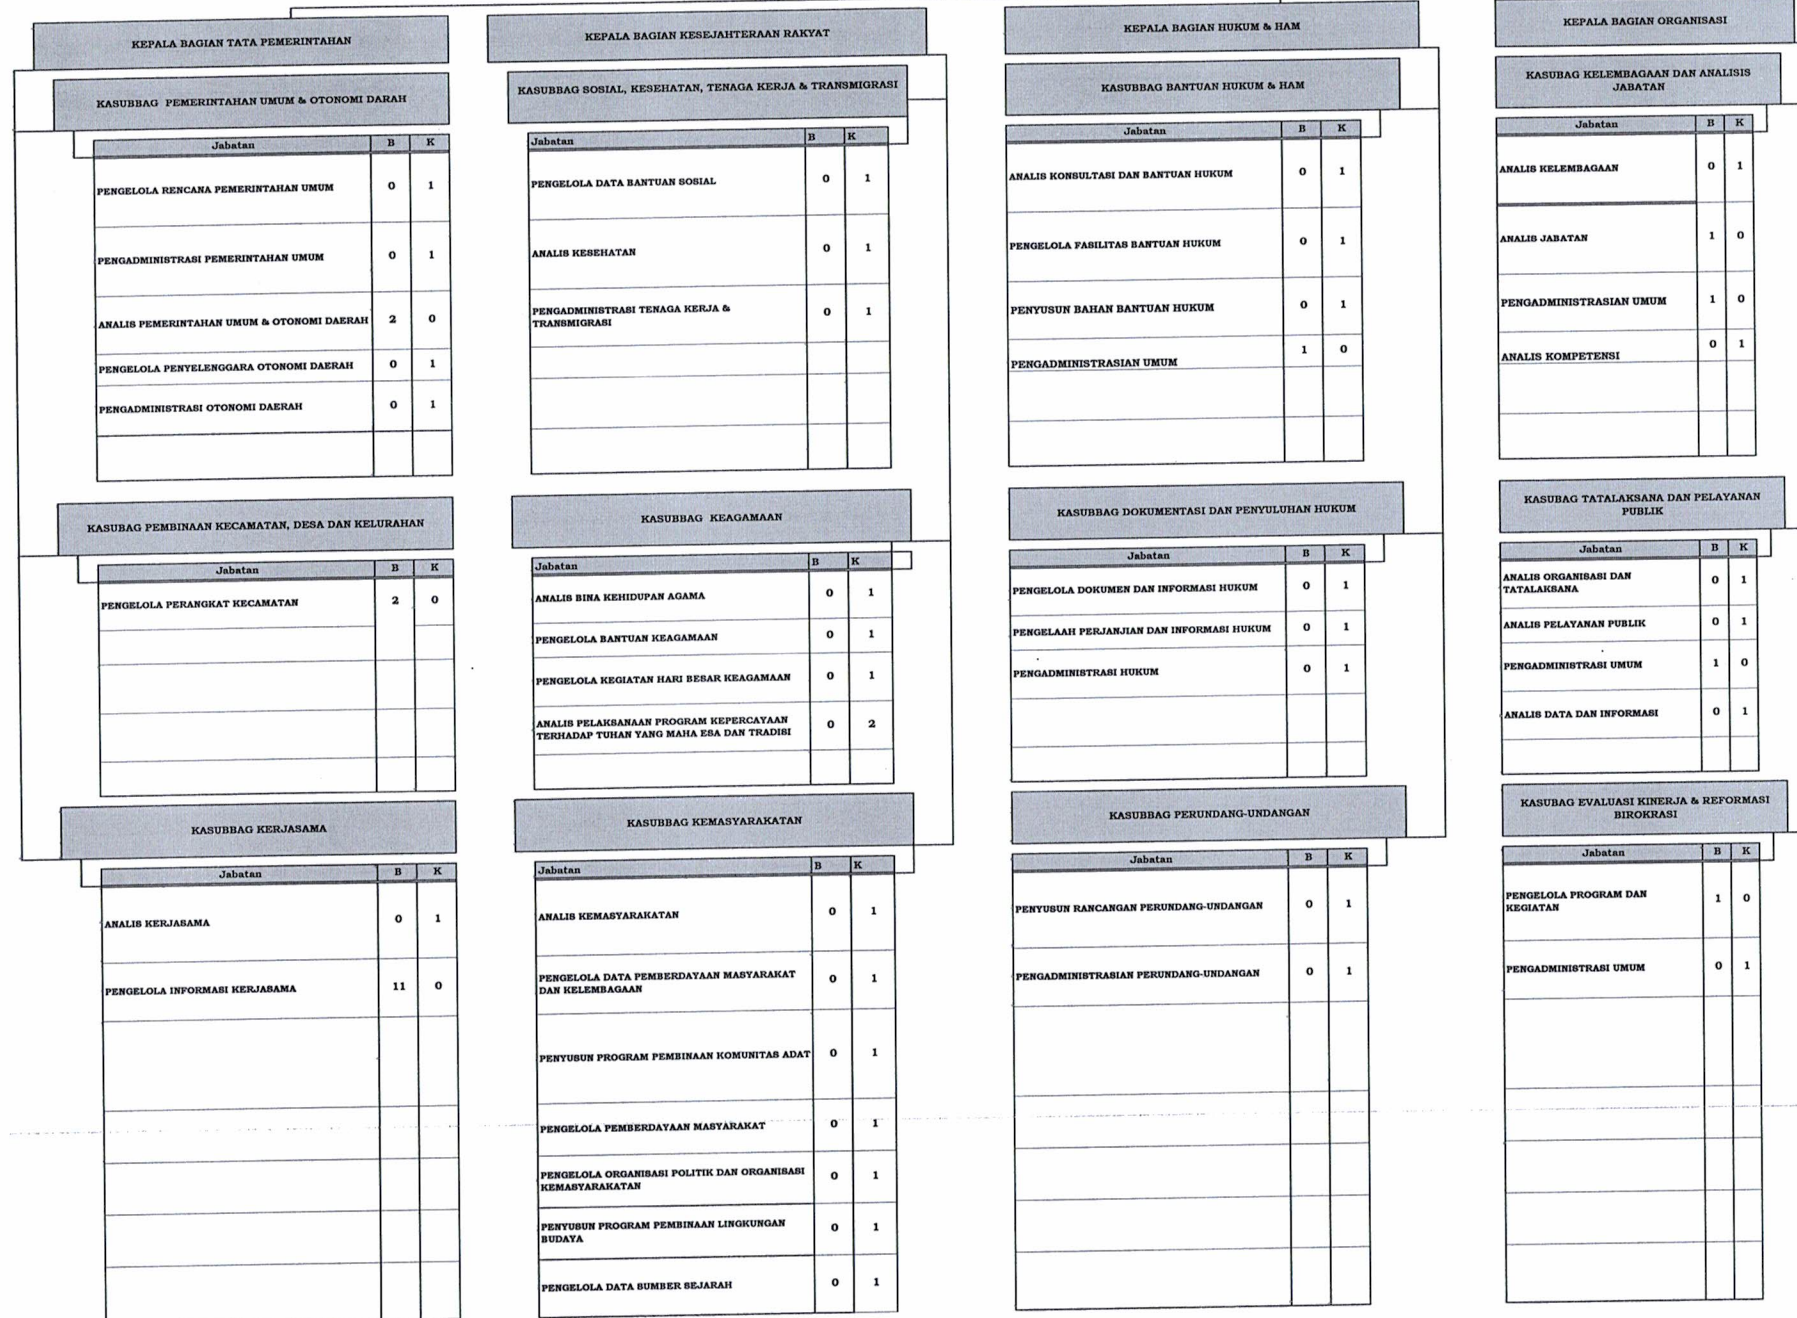 KEPALA BAGIAN TATA PEMERINTAHAN
KASUBBAG PEMERINTAHAN UMUM & OTONOMI DARAH
Jabatan B K
PENGELOLA RENCANA PEMERINTAHAN UMUM 0 1
PENGADMINISTRASI PEMERINTAHAN UMUM 0 1
ANALIS PEMERINTAHAN UMUM & OTONOMI DAERAH 2 0
PENGELOLA PENYELENGGARA OTONOMI DAERAH 0 1
PENGADMINISTRASI OTONOMI DAERAH 0 1
KASUBAG PEMBINAAN KECAMATAN, DESA DAN KELURAHAN
Jabatan B K
PENGELOLA PERANGKAT KECAMATAN 2 0
KASUBBAG KERJASAMA
Jabatan B K
ANALIS KERJASAMA 0 1
PENGELOLA INFORMASI KERJASAMA 11 0
KEPALA BAGIAN KESEJAHTERAAN RAKYAT
KASUBBAG SOSIAL, KESEHATAN, TENAGA KERJA & TRANSMIGRASI
Jabatan B K
PENGELOLA DATA BANTUAN SOSIAL 0 1
ANALIS KESEHATAN 0 1
PENGADMINISTRASI TENAGA KERJA &
TRANSMIGRASI 0 1
KASUBBAG KEAGAMAAN
Jabatan B K
ANALIS BINA KEHIDUPAN AGAMA 0 1
PENGELOLA BANTUAN KEAGAMAAN 0 1
PENGELOLA KEGIATAN HARI BESAR KEAGAMAAN 0 1
ANALIS PELAKSANAAN PROGRAM KEPERCAYAAN
TERHADAP TUHAN YANG MAHA ESA DAN TRADISI 0 2
KASUBBAG KEMASYARAKATAN
Jabatan B K
ANALIS KEMASYARAKATAN 0 1
PENGELOLA DATA PEMBERDAYAAN MASYARAKAT
DAN KELEMBAGAAN 0 1
PENYUSUN PROGRAM PEMBINAAN KOMUNITAS ADAT 0 1
PENGELOLA PEMBERDAYAAN MASYARAKAT 0 1
PENGELOLA ORGANISASI POLITIK DAN ORGANISASI
KEMASYARAKATAN 0 1
PENYUSUN PROGRAM PEMBINAAN LINGKUNGAN
BUDAYA 0 1
PENGELOLA DATA SUMBER SEJARAH 0 1
KEPALA BAGIAN HUKUM & HAM
KASUBBAG BANTUAN HUKUM & HAM
Jabatan B K
ANALIS KONSULTASI DAN BANTUAN HUKUM 0 1
PENGELOLA FASILITAS BANTUAN HUKUM 0 1
PENYUSUN BAHAN BANTUAN HUKUM 0 1
PENGADMINISTRASIAN UMUM 1 0
KASUBBAG DOKUMENTASI DAN PENYULUHAN HUKUM
Jabatan B K
PENGELOLA DOKUMEN DAN INFORMASI HUKUM 0 1
PENGELAAH PERJANJIAN DAN INFORMASI HUKUM 0 1
PENGADMINISTRASI HUKUM 0 1
KASUBBAG PERUNDANG-UNDANGAN
Jabatan B K
PENYUSUN RANCANGAN PERUNDANG-UNDANGAN 0 1
PENGADMINISTRASIAN PERUNDANG-UNDANGAN 0 1
KEPALA BAGIAN ORGANISASI
KASUBAG KELEMBAGAAN DAN ANALISIS
JABATAN
Jabatan B K
ANALIS KELEMBAGAAN 0 1
ANALIS JABATAN 1 0
PENGADMINISTRASIAN UMUM 1 0
ANALIS KOMPETENSI 0 1
KASUBAG TATALAKSANA DAN PELAYANAN
PUBLIK
Jabatan B K
ANALIS ORGANISASI DAN
TATALAKSANA 0 1
ANALIS PELAYANAN PUBLIK 0 1
PENGADMINISTRASI UMUM 1 0
ANALIS DATA DAN INFORMASI 0 1
KASUBAG EVALUASI KINERJA & REFORMASI
BIROKRASI
Jabatan B K
PENGELOLA PROGRAM DAN
KEGIATAN 1 0
PENGADMINISTRASI UMUM 0 1